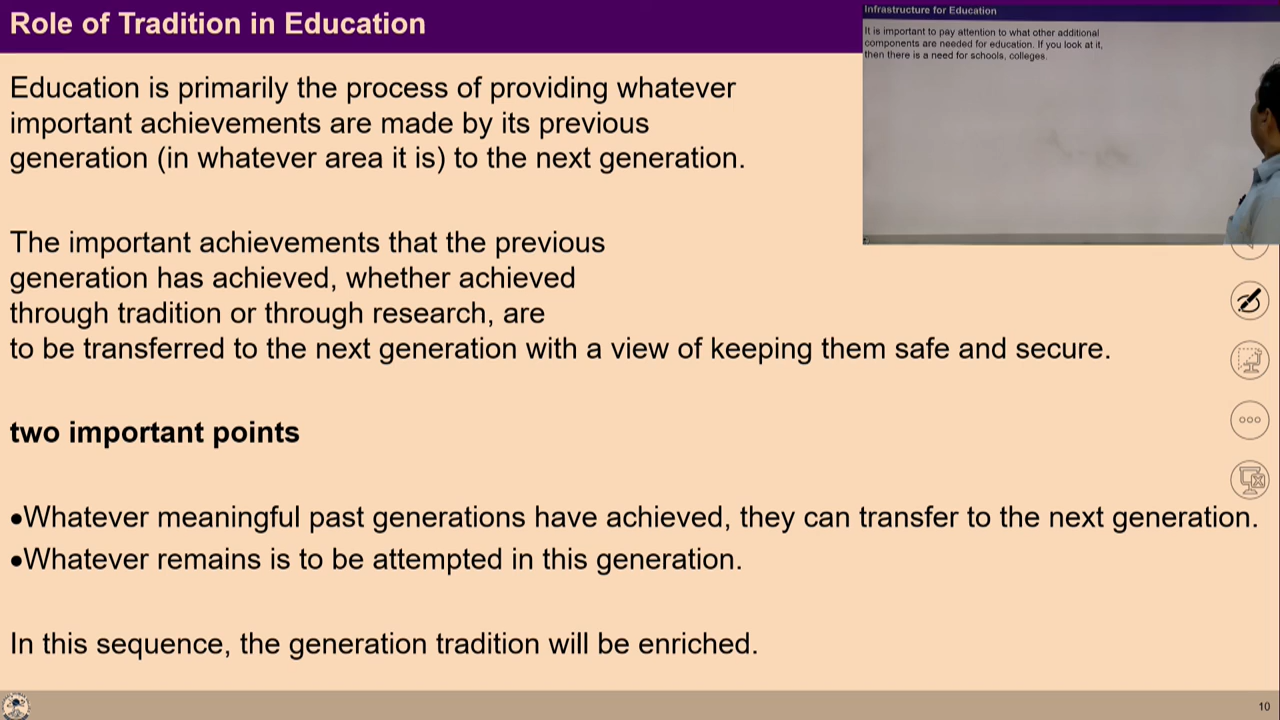 Role of Tradition in Education
Infrastructure for Education
It is important to pay attention to what other additional
components are needed for education. If you look at it,
then there is a need for schools, colleges.
Education is primarily the process of providing whatever
important achievements are made by its previous
generation (in whatever area it is) to the next generation.
The important achievements that the previous
generation has achieved, whether achieved
through tradition or through research, are
to be transferred to the next generation with a view of keeping them safe and secure.
two important points
●Whatever meaningful past generations have achieved, they can transfer to the next generation.
●Whatever remains is to be attempted in this generation.
In this sequence, the generation tradition will be enriched.
10